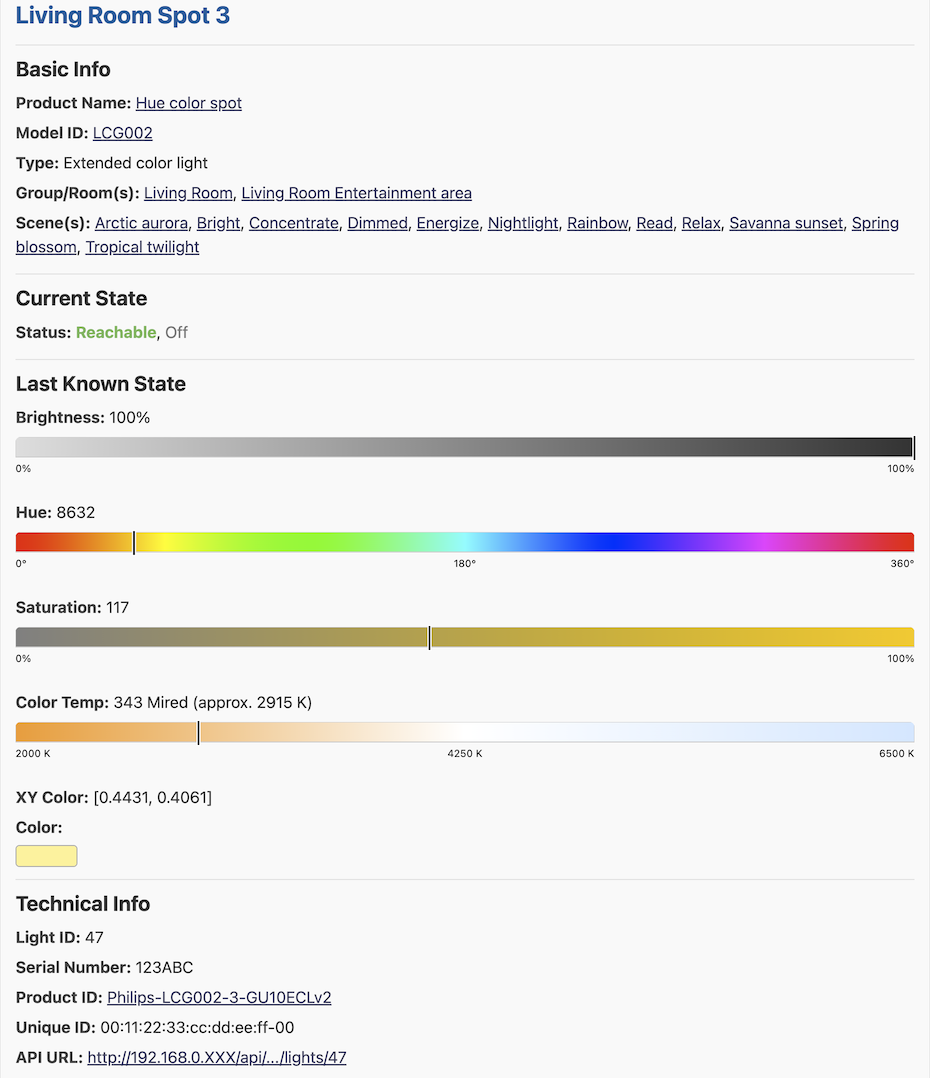 Living Room Spot 3
Basic Info
Product Name: Hue color spot
Model ID: LCG002
Type: Extended color light
Group/Room(s): Living Room, Living Room Entertainment area
Scene(s): Arctic aurora, Bright, Concentrate, Dimmed, Energize, Nightlight, Rainbow, Read, Relax, Savanna sunset, Spring
blossom, Tropical twilight
Current State
Status: Reachable, Off
Last Known State
Brightness: 100%
0% 100%
Hue: 8632
0° 180° 360°
Saturation: 117
0% 100%
Color Temp: 343 Mired (approx. 2915 K)
2000 K 4250 K 6500 K
XY Color: [0.4431, 0.4061]
Color:
Technical Info
Light ID: 47
Serial Number: 123ABC
Product ID: Philips-LCG002-3-GU10ECLv2
Unique ID: 00:11:22:33:cc:dd:ee:ff-00
API URL: http://192.168.0.XXX/api/.../lights/47